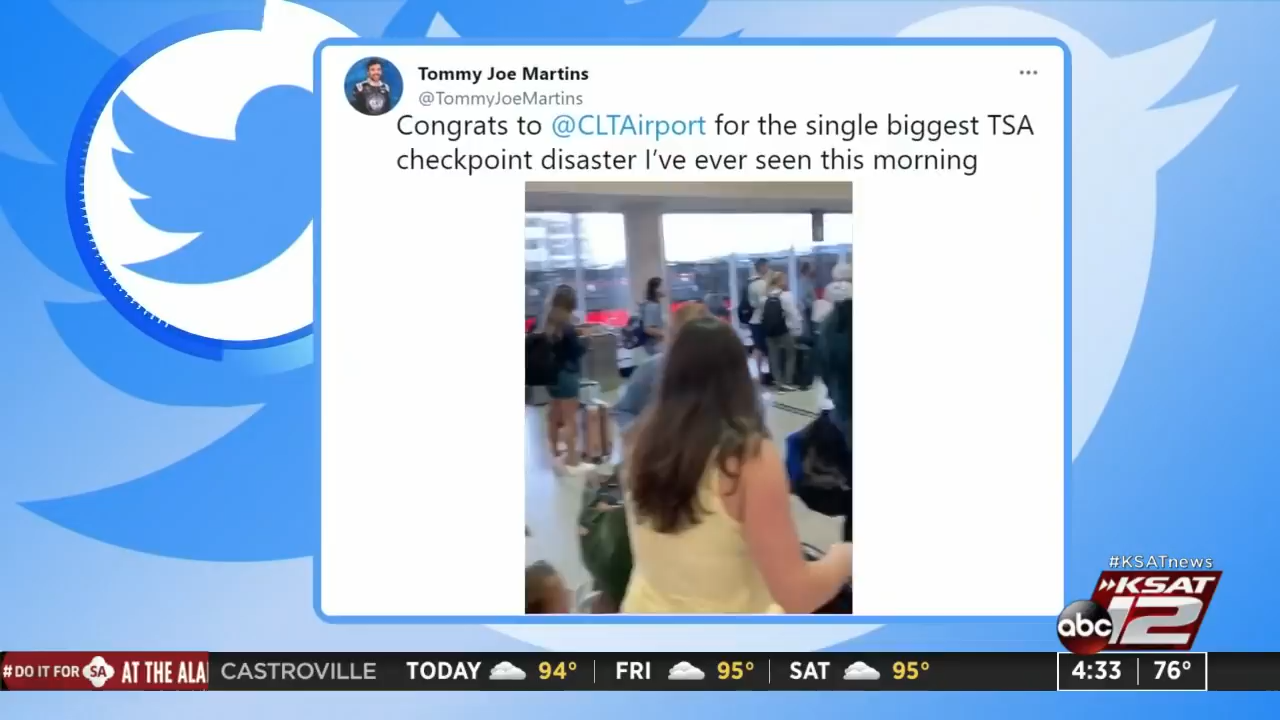 Tommy Joe Martins
@TommyJoeMartins
Congrats to @CLTAirport for the single biggest TSA
checkpoint disaster I've ever seen this morning
#KSATnews
KSAT
abc 12
#DO IT FOR SA AT THE ALA CASTROVILLE TODAY 94° FRI 95° SAT 95° 4:33 76°